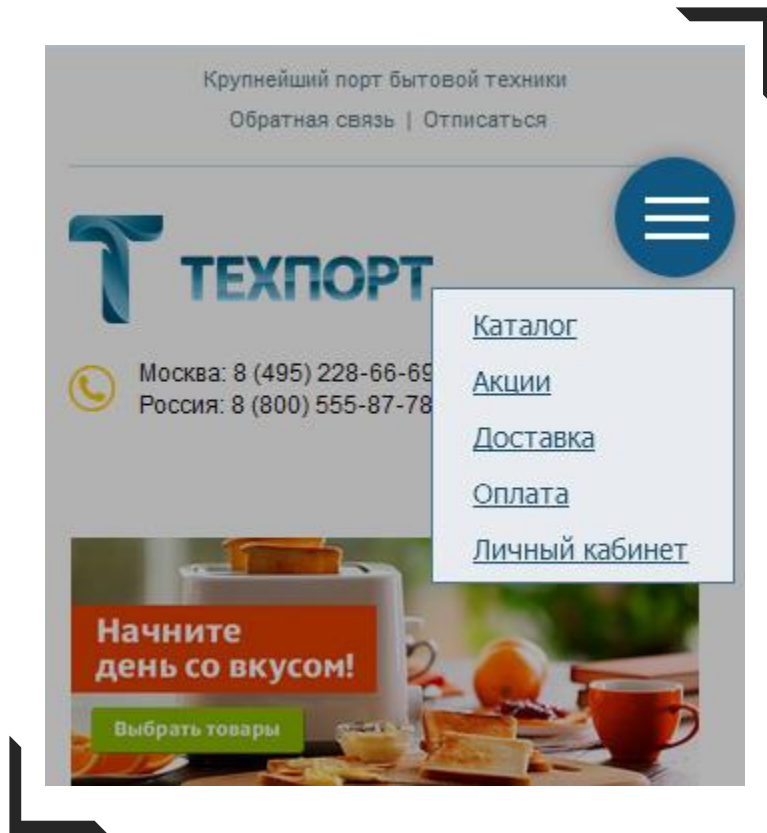 Крупнейший порт бытовой техники
Обратная связь | Отписаться
ТЕХПОРТ
Москва: 8 (495) 228-66-69
Россия: 8 (800) 555-87-78
Каталог
Акции
Доставка
Оплата
Личный кабинет
Начните
день со вкусом!
Выбрать товары